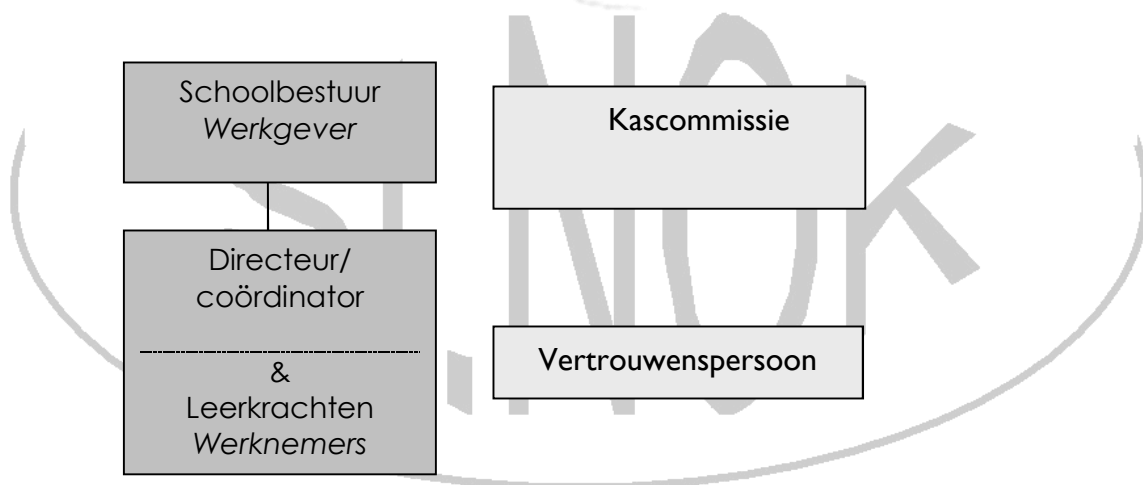 Schoolbestuur
Werkgever
Kascommissie
Directeur/
coördinator
&
Leerkrachten
Werknemers
Vertrouwenspersoon